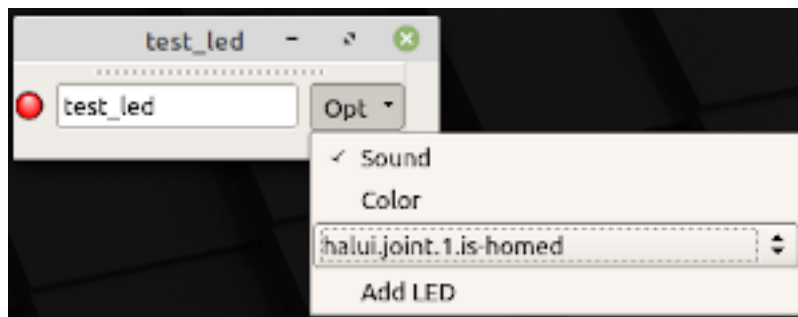 test_led
test_led
Opt
Sound
Color
halui.joint.1.is-homed
Add LED